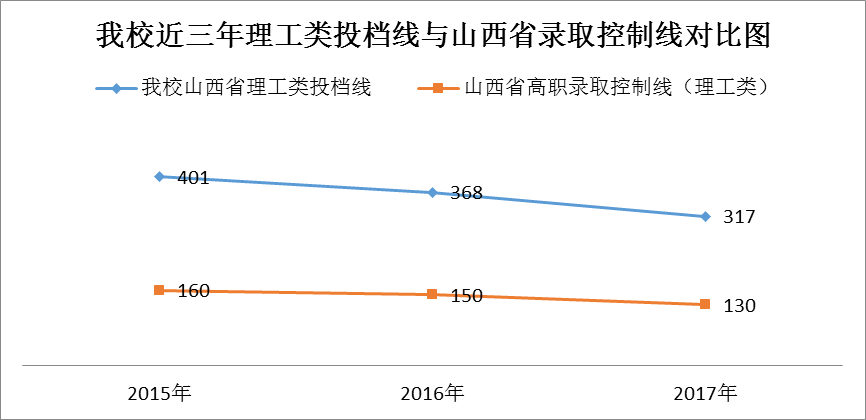 我校近三年理工类投档线与山西省录取控制线对比图
我校山西省理工类投档线
山西省高职录取控制线（理工类）
401
368
317
160
150
130
2015年
2016年
2017年